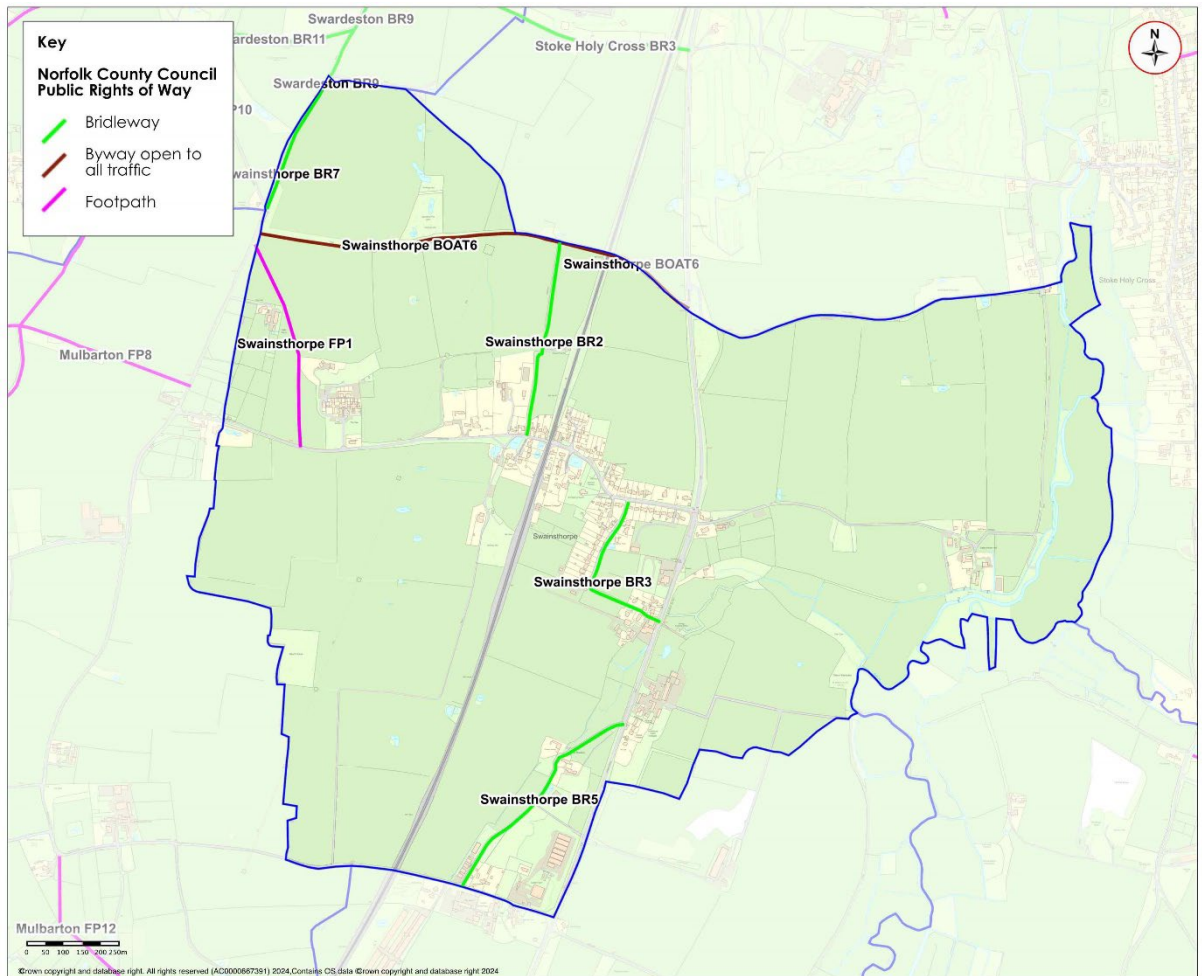 Key
Norfolk County Council
Public Rights of Way
Bridleway
Byway open to
all traffic
Footpath
Swardeston BR9
ardeston BR11
Stoke Holy Cross BR3
N
Swardeston BR9
P10
wainsthorpe BR7
Swainsthorpe BOAT6
Swainsthorpe BOAT6
Stoke Holy Cross
Swainsthorpe FP1
Swainsthorpe BR2
Mulbarton FP8
Swainsthorpe
Swainsthorpe BR3
Swainsthorpe BR5
Mulbarton FP12
0 50 100 150 200 250m
©Crown copyright and database right. All rights reserved (AC0000867391) 2024,Contains OS data ©Crown copyright and database right 2024